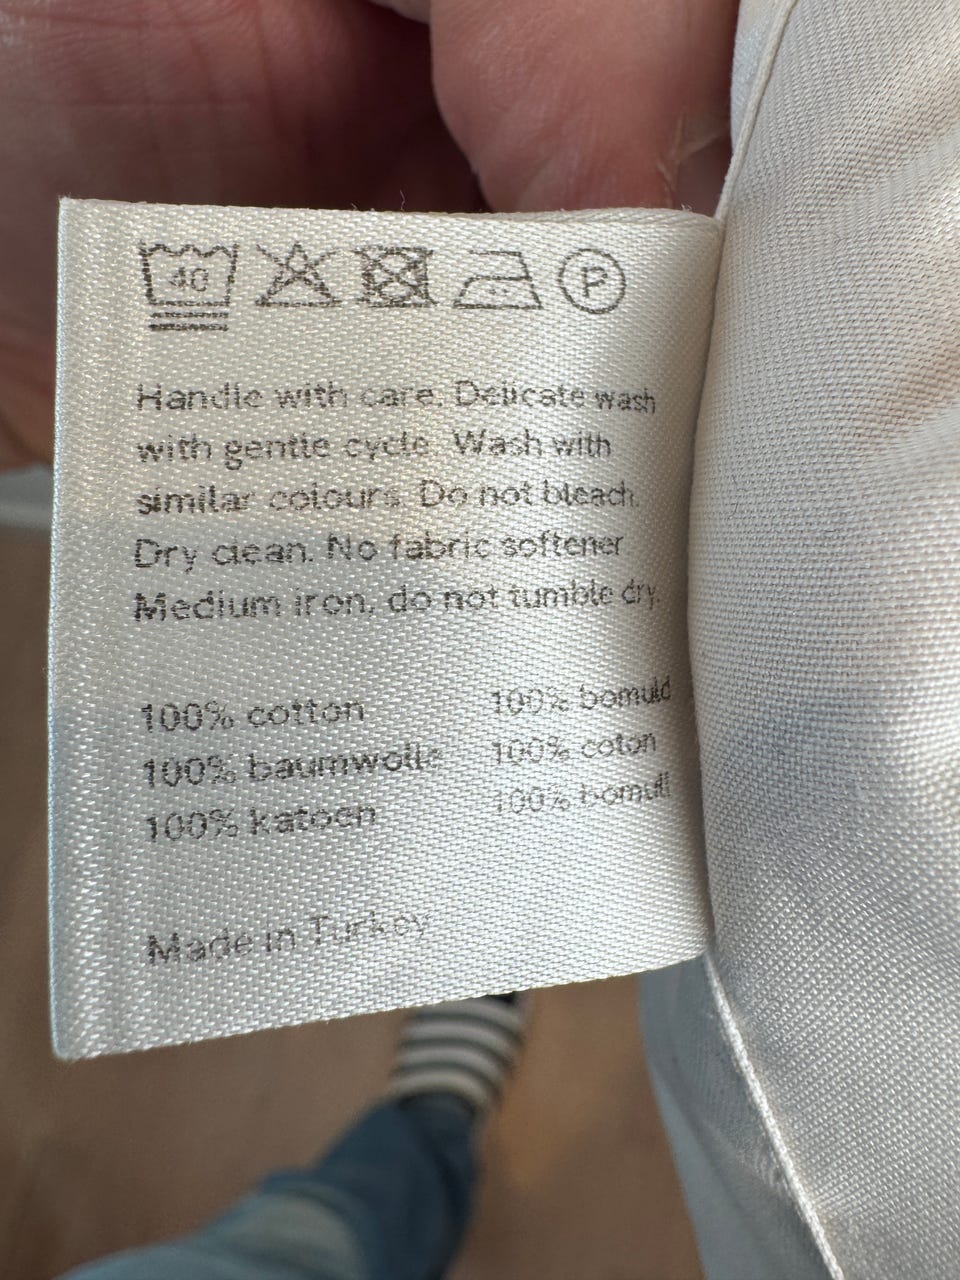 40 P
Handle with care. Delicate wash
with gentle cycle. Wash with
similar colours. Do not bleach.
Dry clean. No fabric softener
Medium iron, do not tumble dry.
100% cotton 100% bomuld
100% baumwolle 100% coton
100% katoen 100% bomull
Made in Turkey